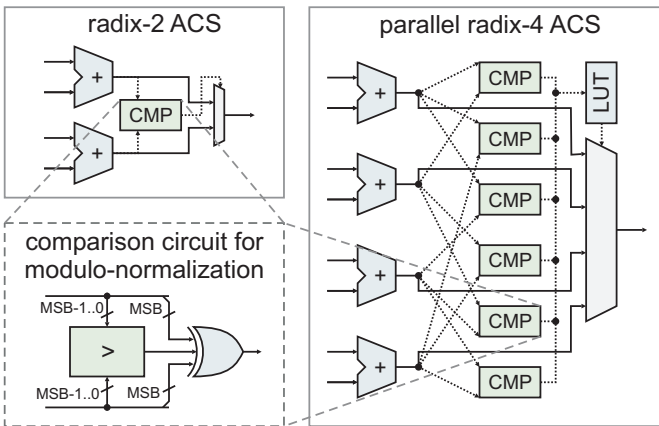 radix-2 ACS
+
CMP
+
comparison circuit for
modulo-normalization
MSB-1..0
MSB
>
MSB-1..0
MSB
parallel radix-4 ACS
+
+
+
+
CMP
CMP
CMP
CMP
CMP
CMP
LUT